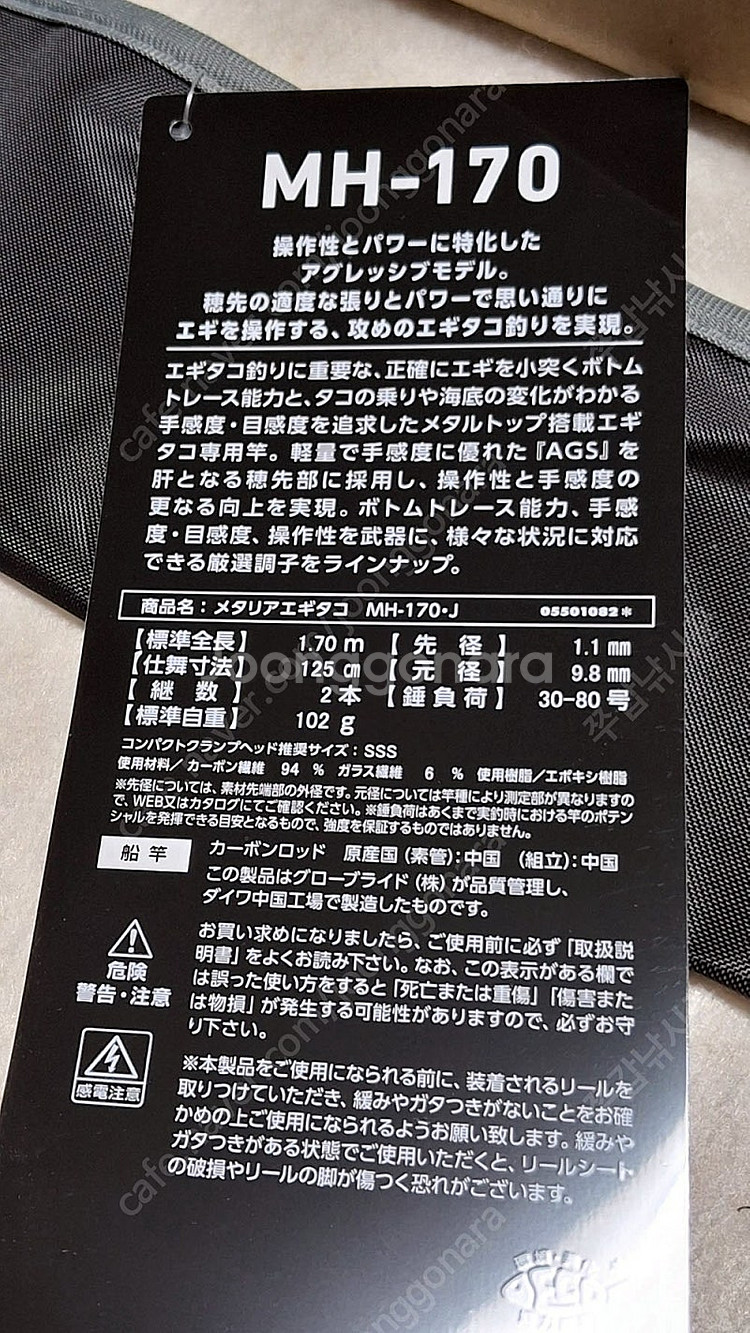 MH-170
操作性とパワーに特化した
アグレッシブモデル。
穂先の適度な張りとパワーで思い通りに
エギを操作する、攻めのエギタコ釣りを実現。
エギタコ釣りに重要な、正確にエギを小突くボトム
トレース能力と、タコの乗りや海底の変化がわかる
手感度・目感度を追求したメタルトップ搭載エギ
タコ専用竿。軽量で手感度に優れた『AGS』を
肝となる穂先部に採用し、操作性と手感度の
更なる向上を実現。ボトムトレース能力、手感
度・目感度、操作性を武器に、様々な状況に対応
できる厳選調子をラインナップ。
商品名：メタリアエギタコ MH-170・J 05501082*
【標準全長】 1.70 m 【先径】 1.1 mm
【仕舞寸法】 125 cm 【元径】 9.8 mm
【継数】 2 本 【錘負荷】 30-80 号
【標準自重】 102 g
コンパクトクランプヘッド推奨サイズ：SSS
使用材料／カーボン繊維 94 % ガラス繊維 6 % 使用樹脂／エポキシ樹脂
※先径については、素材先端部の外径です。元径については竿種により測定部が異なりますの
で、WEB又はカタログにてご確認ください。※錘負荷はあくまで実釣時における竿のポテン
シャルを発揮できる目安となるもので、強度を保証するものではありません。
船竿 カーボンロッド 原産国（素管）：中国 （組立）：中国
この製品はグローブライド（株）が品質管理し、
ダイワ中国工場で製造したものです。
危険
警告・注意
お買い求めになりましたら、ご使用前に必ず「取扱説
明書」をよくお読み下さい。なお、この表示がある欄で
は誤った使い方をすると「死亡または重傷」「傷害また
は物損」が発生する可能性がありますので、必ずお守
り下さい。
感電注意
※本製品をご使用になられる前に、装着されるリールを
取りつけていただき、緩みやガタつきがないことをお確
かめの上ご使用になられるようお願い致します。緩みや
ガタつきがある状態でご使用いただくと、リールシート
の破損やリールの脚が傷つく恐れがございます。
joonggonara